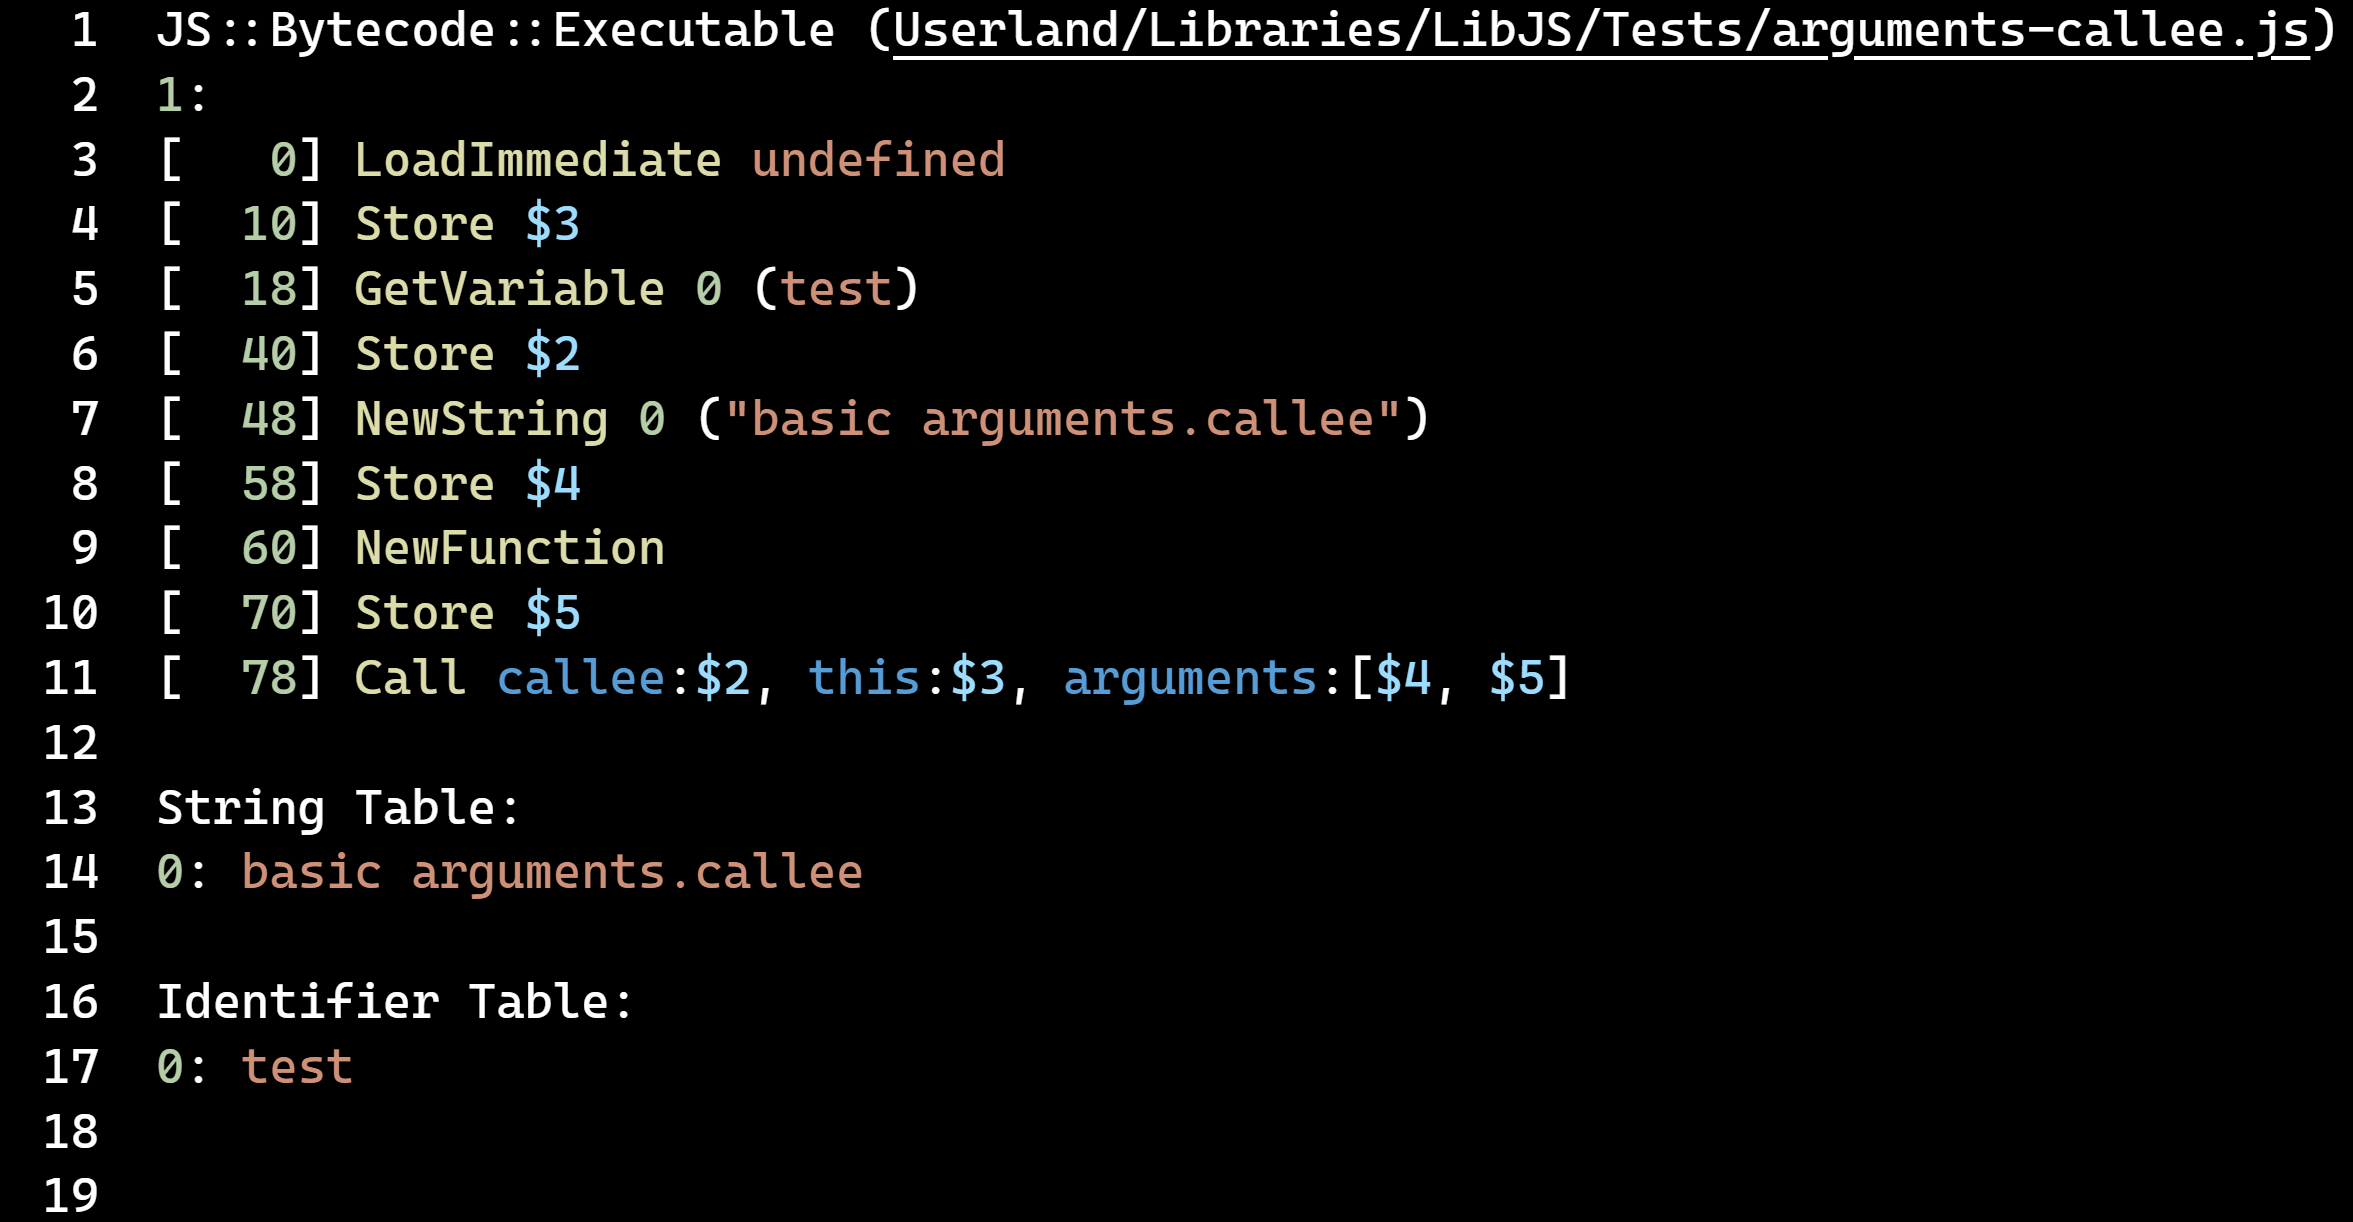 1 JS::Bytecode::Executable (Userland/Libraries/LibJS/Tests/arguments-callee.js)
2 1:
3 [   0] LoadImmediate undefined
4 [  10] Store $3
5 [  18] GetVariable 0 (test)
6 [  40] Store $2
7 [  48] NewString 0 ("basic arguments.callee")
8 [  58] Store $4
9 [  60] NewFunction
10 [  70] Store $5
11 [  78] Call callee:$2, this:$3, arguments:[$4, $5]
12
13 String Table:
14 0: basic arguments.callee
15
16 Identifier Table:
17 0: test
18
19